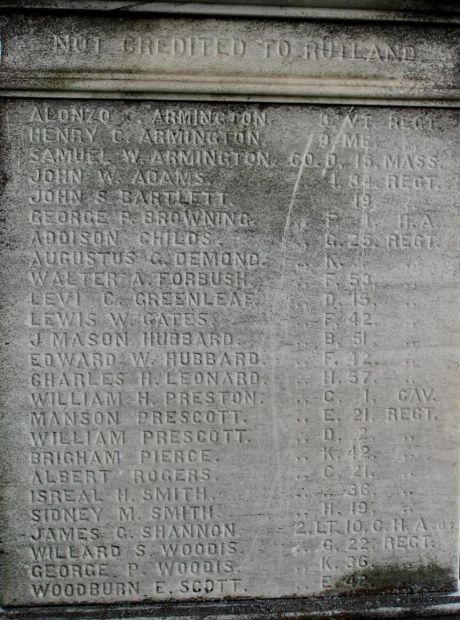 NOT CREDITED TO RUTLAND
ALONZO C. ARMINGTON. 9. VT. REGT.
HENRY C. ARMINGTON. 9. ME. ,,
SAMUEL W. ARMINGTON. CO. D. 15. MASS.
JOHN W. ADAMS. ,, 34. REGT.
JOHN S. BARTLETT. ,, 19. ,,
GEORGE P. BROWNING. ,, F. 1. H. A.
ADDISON CHILDS. ,, G. 25. REGT.
AUGUSTUS G. DEMOND. ,, K. ,, ,,
WALTER A. FORBUSH. ,, F. 50. ,,
LEVI C. GREENLEAF. ,, D. 15. ,,
LEWIS W. GATES. ,, F. 42. ,,
J MASON HUBBARD. ,, B. 51. ,,
EDWARD W. HUBBARD. ,, F. 42. ,,
CHARLES H. LEONARD. ,, H. 57. ,,
WILLIAM H. PRESTON. ,, C. 1. CAV.
MANSON PRESCOTT. ,, E. 21. REGT.
WILLIAM PRESCOTT. ,, D. 2. ,,
BRIGHAM PIERCE. ,, K. 42. ,,
ALBERT ROGERS. ,, C. 21. ,,
ISREAL H. SMITH. ,, ,, 36. ,,
SIDNEY M. SMITH ,, H. 19. ,,
JAMES G. SHANNON. 2. LT. 10. C. H. A. U.S.
WILLARD S. WOODIS. ,, G. 22. REGT.
GEORGE P. WOODIS. ,, K. 36. ,,
WOODBURN E. SCOTT. ,, E. 42. ,,